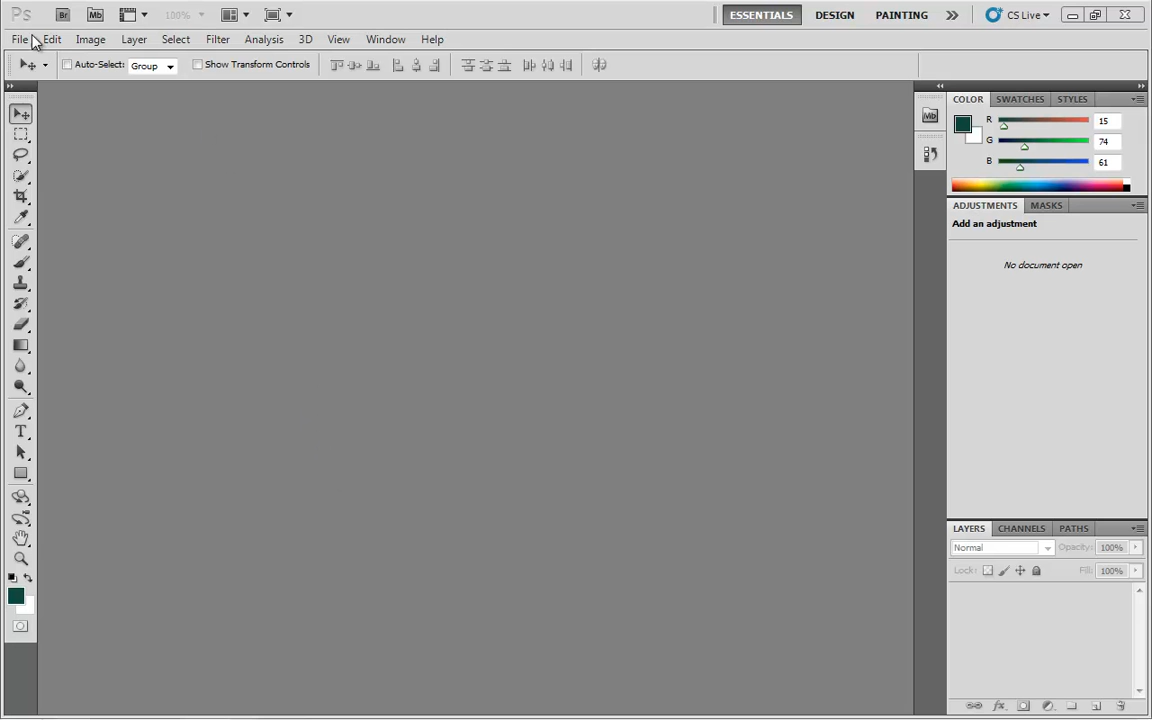 Ps Br Mb 100% ESSENTIALS DESIGN PAINTING CS Live
File Edit Image Layer Select Filter Analysis 3D View Window Help
Auto-Select: Group Show Transform Controls
Mb
COLOR SWATCHES STYLES
R 15
G 74
B 61
ADJUSTMENTS MASKS
Add an adjustment
No document open
T
LAYERS CHANNELS PATHS
Normal Opacity: 100%
Lock: Fill: 100%
fx